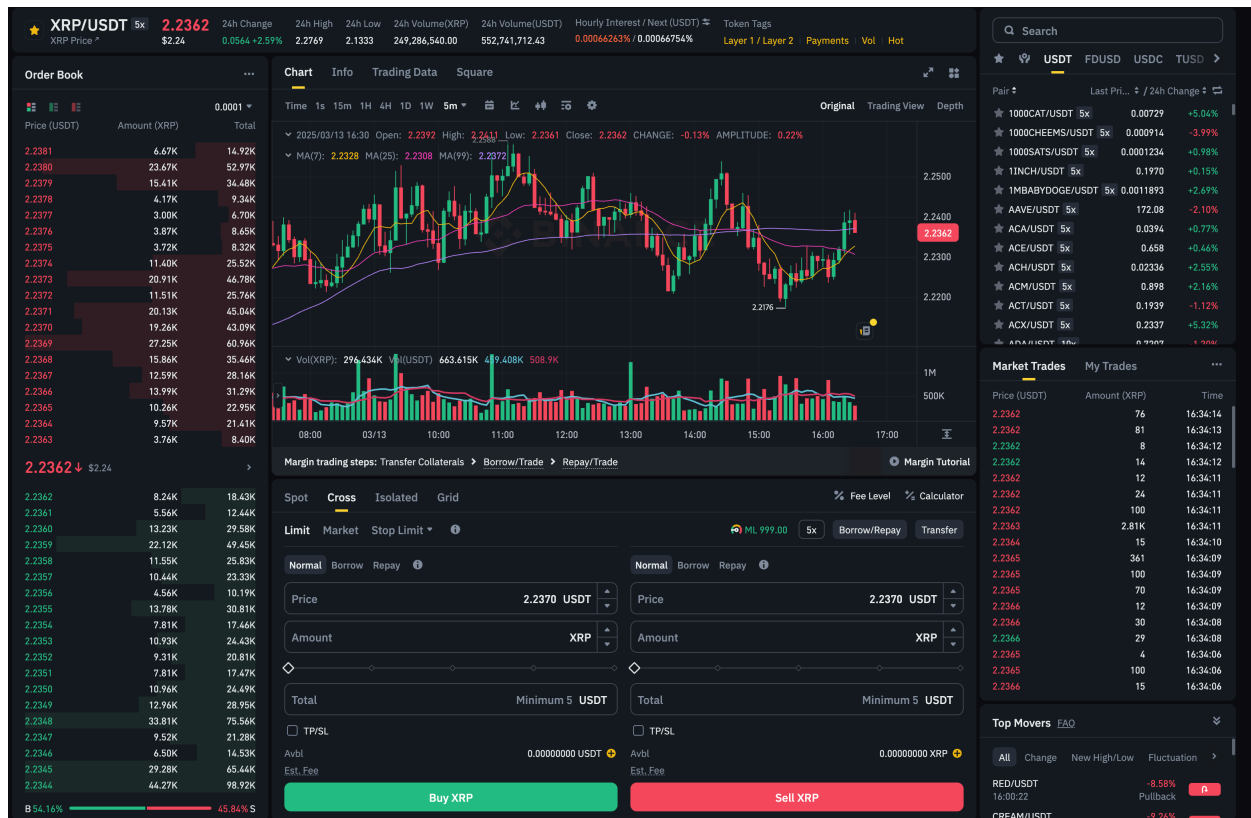 XRP/USDT 5x
XRP Price
2.2362
$2.24
24h Change
0.0564 +2.59%
24h High
2.2769
24h Low
2.1333
24h Volume(XRP)
249,286,540.00
24h Volume(USDT)
552,741,712.43
Hourly Interest / Next (USDT)
0.00066263% / 0.00066754%
Token Tags
Layer 1 / Layer 2 Payments Vol Hot
Order Book
0.0001
Price (USDT) Amount (XRP) Total
2.2381 6.67K 14.92K
2.2380 23.67K 52.97K
2.2379 15.41K 34.48K
2.2378 4.17K 9.34K
2.2377 3.00K 6.70K
2.2376 3.87K 8.65K
2.2375 3.72K 8.32K
2.2374 11.40K 25.52K
2.2373 20.91K 46.78K
2.2372 11.51K 25.76K
2.2371 20.13K 45.04K
2.2370 19.26K 43.09K
2.2369 27.25K 60.96K
2.2368 15.86K 35.46K
2.2367 12.59K 28.16K
2.2366 13.99K 31.29K
2.2365 10.26K 22.95K
2.2364 9.57K 21.41K
2.2363 3.76K 8.40K
2.2362↓ $2.24
2.2362 8.24K 18.43K
2.2361 5.56K 12.44K
2.2360 13.23K 29.58K
2.2359 22.12K 49.45K
2.2358 11.55K 25.83K
2.2357 10.44K 23.33K
2.2356 4.56K 10.19K
2.2355 13.78K 30.81K
2.2354 7.81K 17.46K
2.2353 10.93K 24.43K
2.2352 9.31K 20.81K
2.2351 7.81K 17.47K
2.2350 10.96K 24.49K
2.2349 12.96K 28.95K
2.2348 33.81K 75.56K
2.2347 9.52K 21.28K
2.2346 6.50K 14.53K
2.2345 29.28K 65.44K
2.2344 44.27K 98.92K
B 54.16% 45.84% S
Chart Info Trading Data Square
Time 1s 15m 1H 4H 1D 1W 5m
Original Trading View Depth
2025/03/13 16:30 Open: 2.2392 High: 2.2411 Low: 2.2361 Close: 2.2362 CHANGE: -0.13% AMPLITUDE: 0.22%
MA(7): 2.2328 MA(25): 2.2308 MA(99): 2.2372
2.2500
2.2400
2.2362
2.2300
2.2200
2.2176
Vol(XRP): 296.434K Vol(USDT) 663.615K 508.9K
1M
500K
08:00 03/13 10:00 11:00 12:00 13:00 14:00 15:00 16:00 17:00
Margin trading steps: Transfer Collaterals > Borrow/Trade > Repay/Trade
Margin Tutorial
Spot Cross Isolated Grid
Fee Level Calculator
Limit Market Stop Limit
ML 999.00 5x Borrow/Repay Transfer
Normal Borrow Repay
Price 2.2370 USDT
Amount XRP
Total Minimum 5 USDT
TP/SL
Avbl 0.00000000 USDT
Est. Fee
Buy XRP
Normal Borrow Repay
Price 2.2370 USDT
Amount XRP
Total Minimum 5 USDT
TP/SL
Avbl 0.00000000 XRP
Est. Fee
Sell XRP
Search
USDT FDUSD USDC TUSD
Pair Last Pri... / 24h Change
1000CAT/USDT 5x 0.00729 +5.04%
1000CHEEMS/USDT 5x 0.000914 -3.99%
1000SATS/USDT 5x 0.0001234 +0.98%
1INCH/USDT 0.1970 +0.15%
1MBABYDOGE/USDT 5x 0.0011893 +2.69%
AAVE/USDT 5x 172.08 -2.10%
ACA/USDT 5x 0.0394 +0.77%
ACE/USDT 5x 0.658 +0.46%
ACH/USDT 5x 0.02336 +2.55%
ACM/USDT 5x 0.898 +2.16%
ACT/USDT 5x 0.1939 -1.12%
ACX/USDT 5x 0.2337 +5.32%
ADA/USDT 10x 0.7207 -1.20%
Market Trades My Trades
Price (USDT) Amount (XRP) Time
2.2362 76 16:34:14
2.2362 81 16:34:13
2.2362 8 16:34:12
2.2362 14 16:34:12
2.2362 12 16:34:11
2.2362 24 16:34:11
2.2362 100 16:34:11
2.2363 2.81K 16:34:11
2.2364 15 16:34:10
2.2365 361 16:34:09
2.2365 100 16:34:09
2.2365 70 16:34:09
2.2366 12 16:34:09
2.2366 30 16:34:08
2.2366 29 16:34:08
2.2365 4 16:34:06
2.2365 100 16:34:06
2.2366 15 16:34:06
Top Movers FAQ
All Change New High/Low Fluctuation
RED/USDT -8.58%
16:00:22 Pullback
CREAM/USDT -9.26%